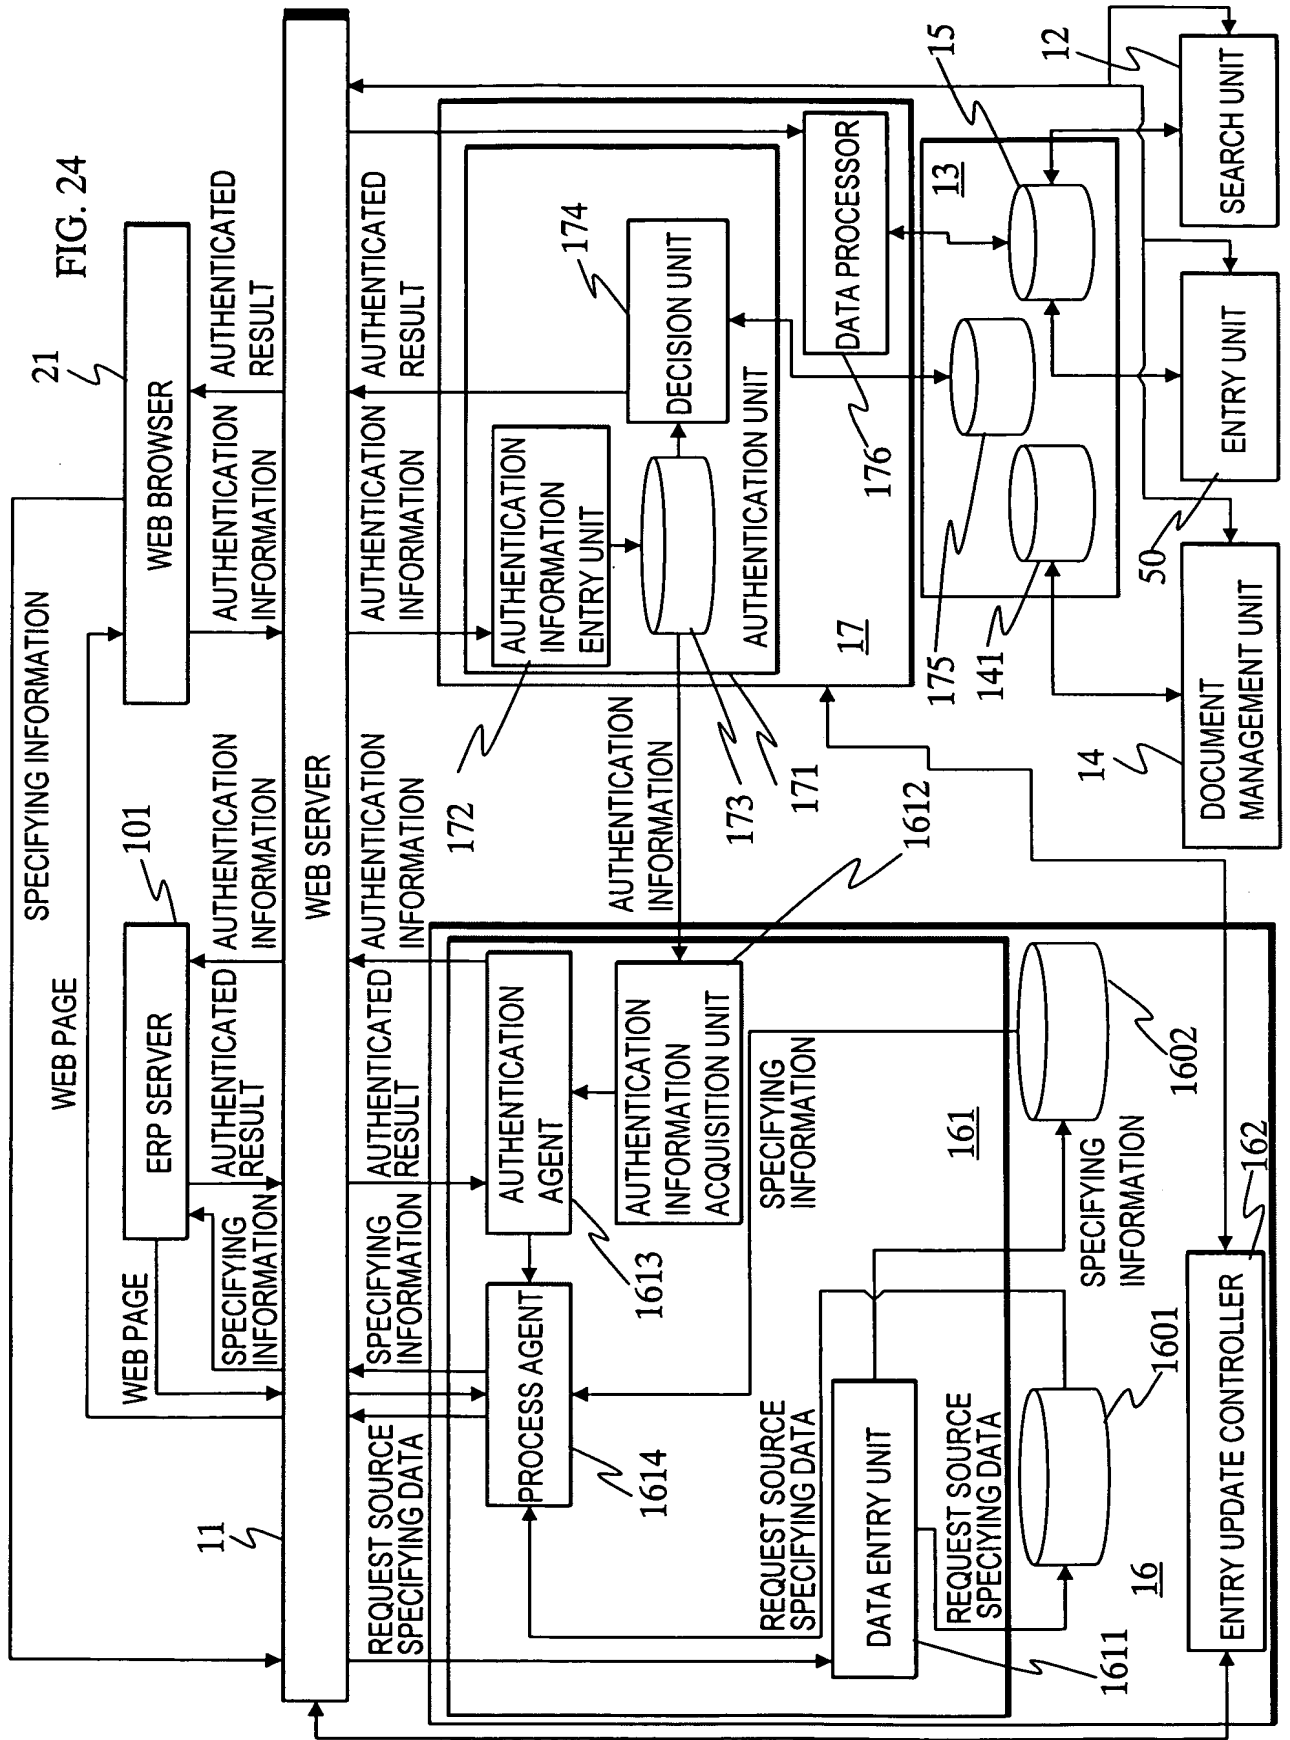 FIG. 24
SPECIFYING INFORMATION
WEB PAGE
101
21
ERP SERVER
WEB BROWSER
WEB PAGE
SPECIFYING
INFORMATION
AUTHENTICATED
RESULT
AUTHENTICATION
INFORMATION
AUTHENTICATION
INFORMATION
AUTHENTICATED
RESULT
11
WEB SERVER
REQUEST SOURCE
SPECIFYING DATA
SPECIFYING
INFORMATION
AUTHENTICATED
RESULT
AUTHENTICATION
INFORMATION
AUTHENTICATION
INFORMATION
AUTHENTICATED
RESULT
PROCESS AGENT
1614
AUTHENTICATION
AGENT
1613
172
AUTHENTICATION
INFORMATION
ENTRY UNIT
174
DECISION UNIT
AUTHENTICATION
INFORMATION
ACQUISITION UNIT
AUTHENTICATION
INFORMATION
173
171
AUTHENTICATION UNIT
1612
REQUEST SOURCE
SPECIFYING DATA
SPECIFYING
INFORMATION
DATA ENTRY UNIT
1611
161
17
DATA PROCESSOR
176
REQUEST SOURCE
SPECIYING DATA
1601
SPECIFYING
INFORMATION
1602
175
141
13
15
16
ENTRY UPDATE CONTROLLER
162
14
DOCUMENT
MANAGEMENT UNIT
50
ENTRY UNIT
12
SEARCH UNIT